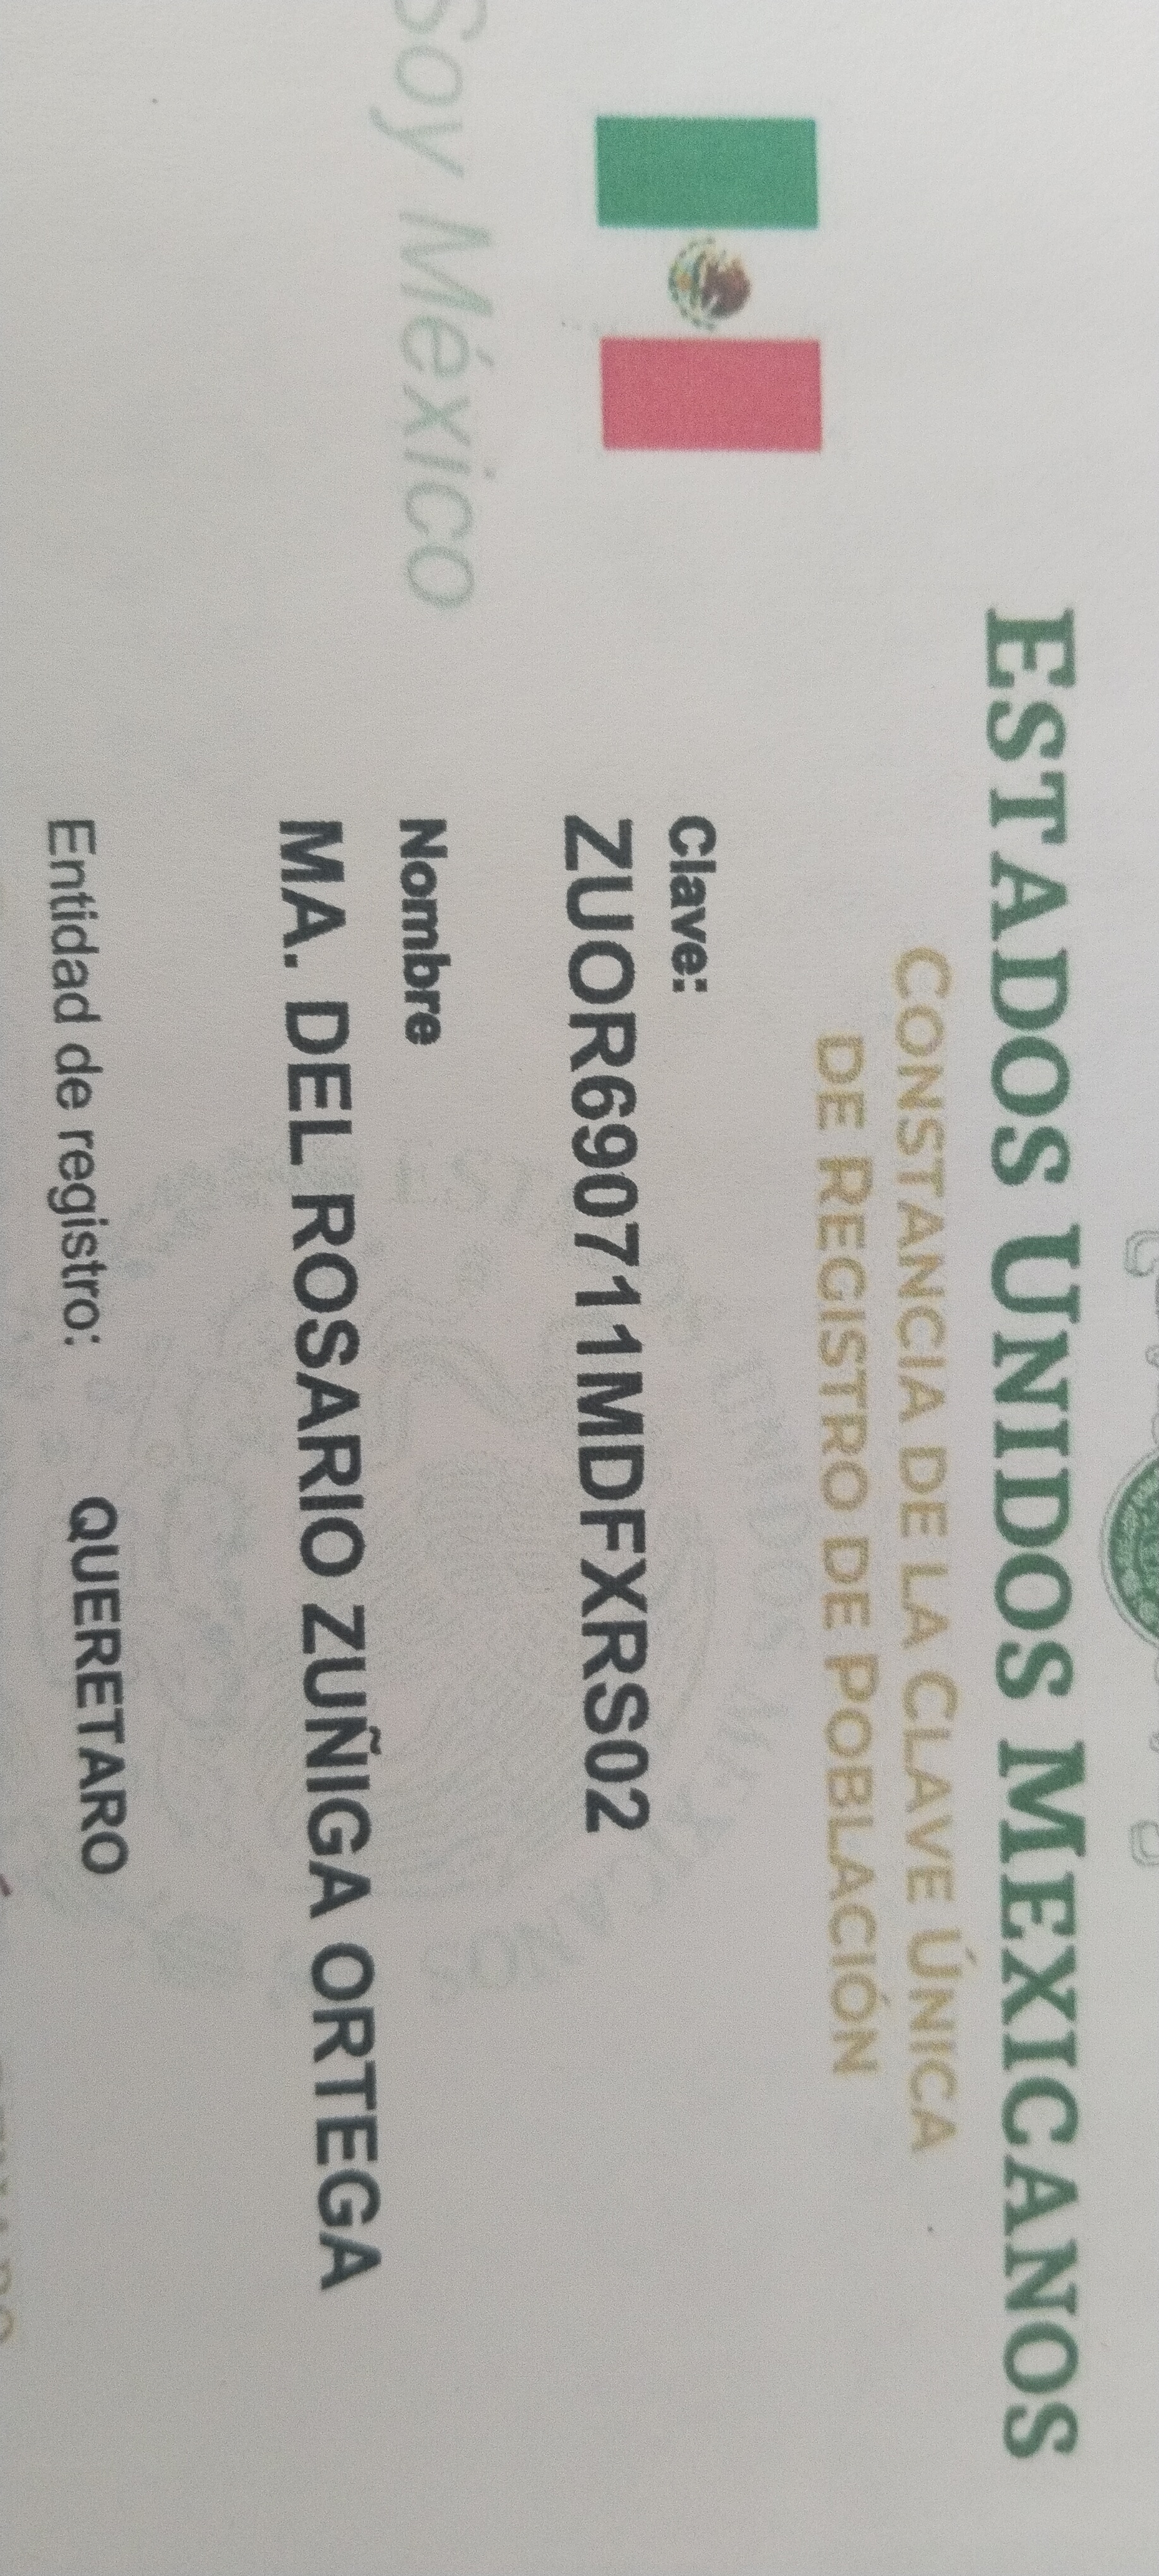 ESTADOS UNIDOS MEXICANOS
CONSTANCIA DE LA CLAVE ÚNICA
DE REGISTRO DE POBLACIÓN
Clave:
ZUOR690711MDFXRS02
Soy México
Nombre
MA. DEL ROSARIO ZUÑIGA ORTEGA
Entidad de registro: QUERETARO